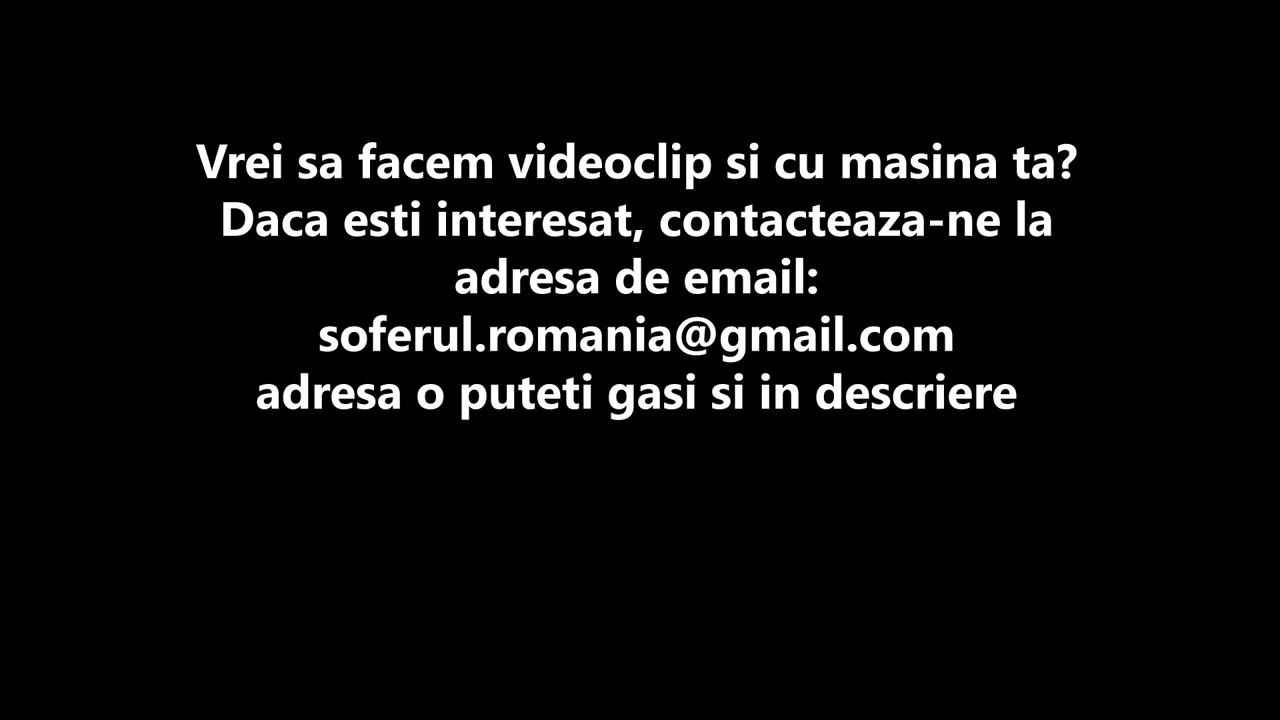 Vrei sa facem videoclip si cu masina ta?
Daca esti interesat, contacteaza-ne la
adresa de email:
soferul.romania@gmail.com
adresa o puteti gasi si in descriere